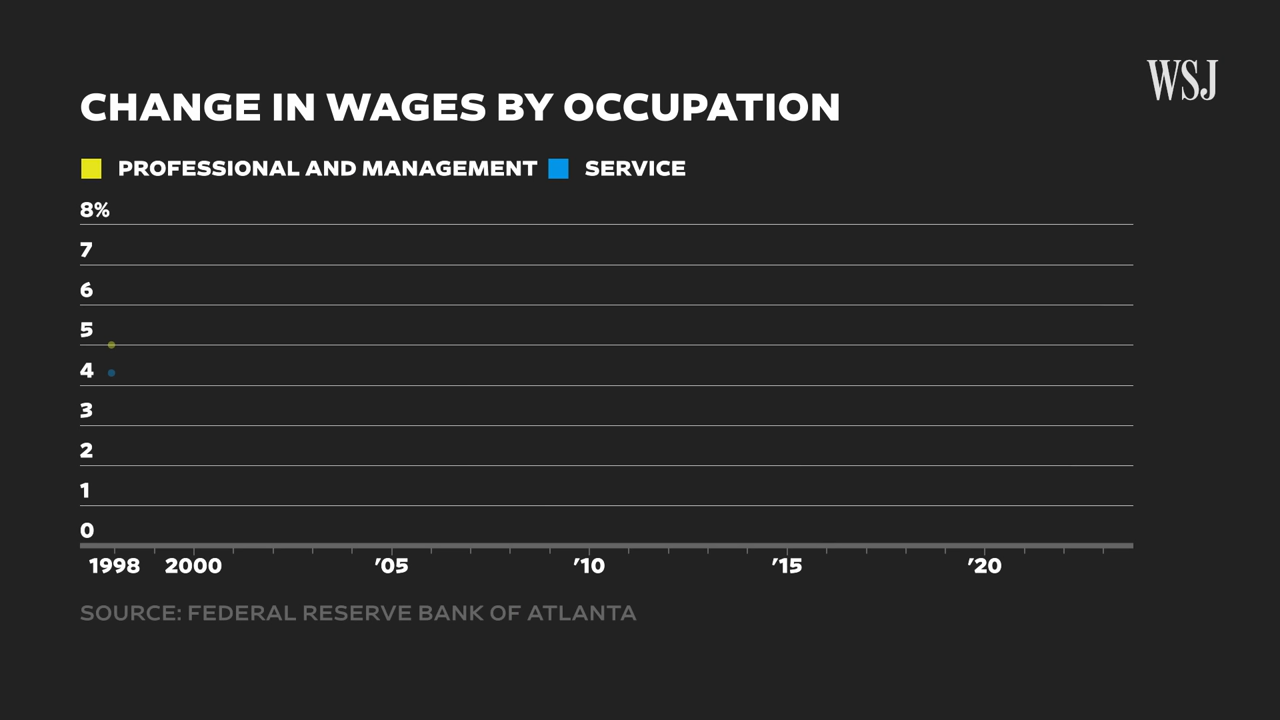 WSJ
CHANGE IN WAGES BY OCCUPATION
PROFESSIONAL AND MANAGEMENT SERVICE
8%
7
6
5
4
3
2
1
0
1998 2000 '05 '10 '15 '20
SOURCE: FEDERAL RESERVE BANK OF ATLANTA